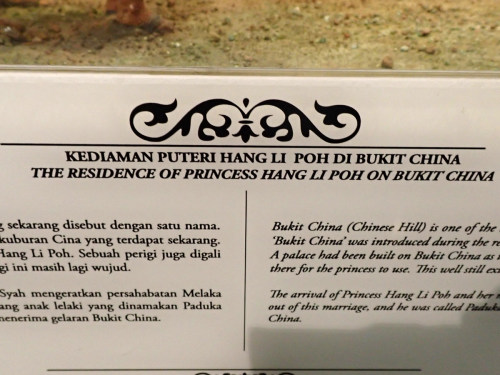 KEDIAMAN PUTERI HANG LI POH DI BUKIT CHINA
THE RESIDENCE OF PRINCESS HANG LI POH ON BUKIT CHINA
sekarang disebut dengan satu nama.
kuburan Cina yang terdapat sekarang.
Hang Li Poh. Sebuah perigi juga digali
gi ini masih lagi wujud.
Syah mengeratkan persahabatan Melaka
ang anak lelaki yang dinamakan Paduka
menerima gelaran Bukit China.
Bukit China (Chinese Hill) is one of the
'Bukit China' was introduced during the re
A palace had been built on Bukit China as
there for the princess to use. This well still
The arrival of Princess Hang Li Poh and her
out of this marriage, and he was called
China.